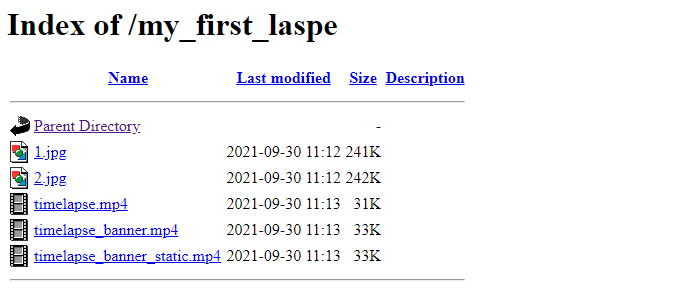 Index of /my_first_laspe
Name Last modified Size Description
Parent Directory -
1.jpg 2021-09-30 11:12 241K
2.jpg 2021-09-30 11:12 242K
timelapse.mp4 2021-09-30 11:13 31K
timelapse_banner.mp4 2021-09-30 11:13 33K
timelapse_banner_static.mp4 2021-09-30 11:13 33K